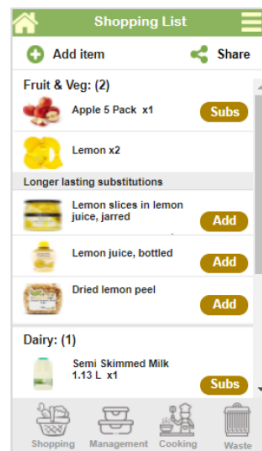 Shopping List
Add item
Share
Fruit & Veg: (2)
Apple 5 Pack x1
Subs
Lemon x2
Longer lasting substitutions
Lemon slices in lemon
juice, jarred
Add
Lemon juice, bottled
Add
Dried lemon peel
Add
Dairy: (1)
Semi Skimmed Milk
1.13 L x1
Subs
Shopping
Management
Cooking
Waste